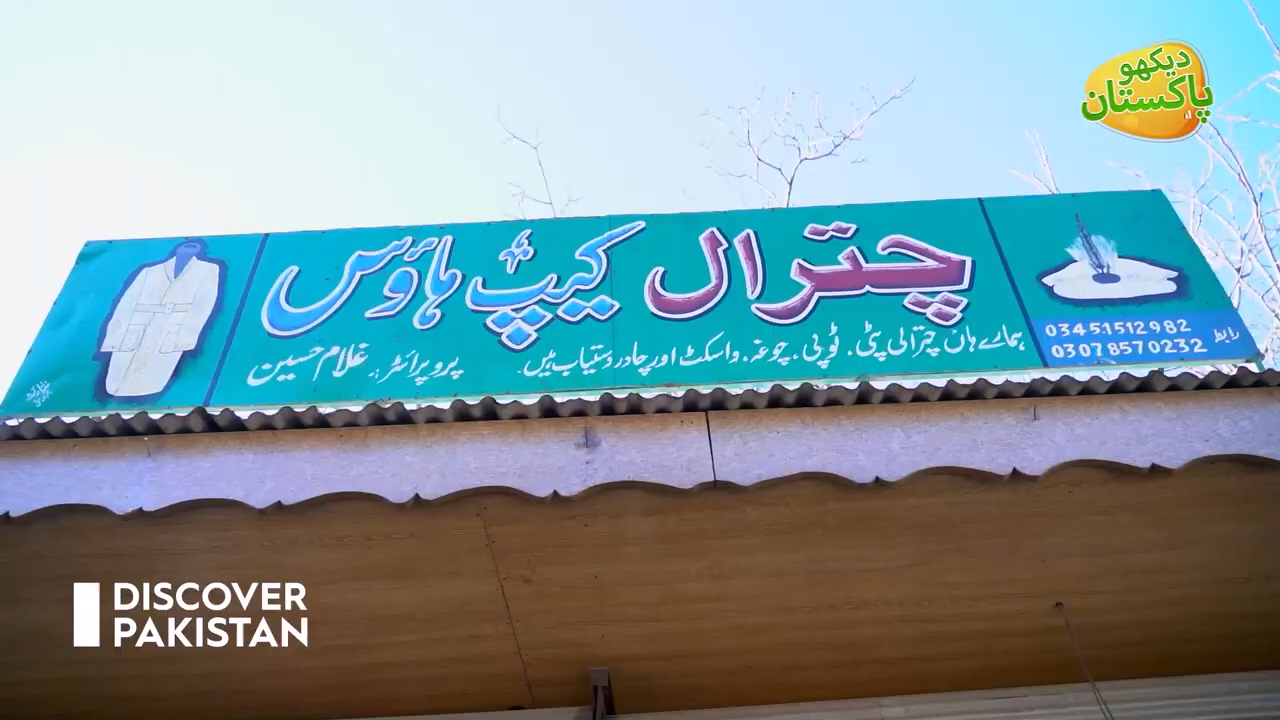 دیکھو
پاکستان
چترال کیپ ہاؤس
ہمارے ہاں چترالی پٹی، ٹوپی، چوغہ، واسکٹ اور چادر دستیاب ہیں۔
پروپرائٹر:۔ غلام حسین
رابطہ
03451512982
03078570232
DISCOVER
PAKISTAN